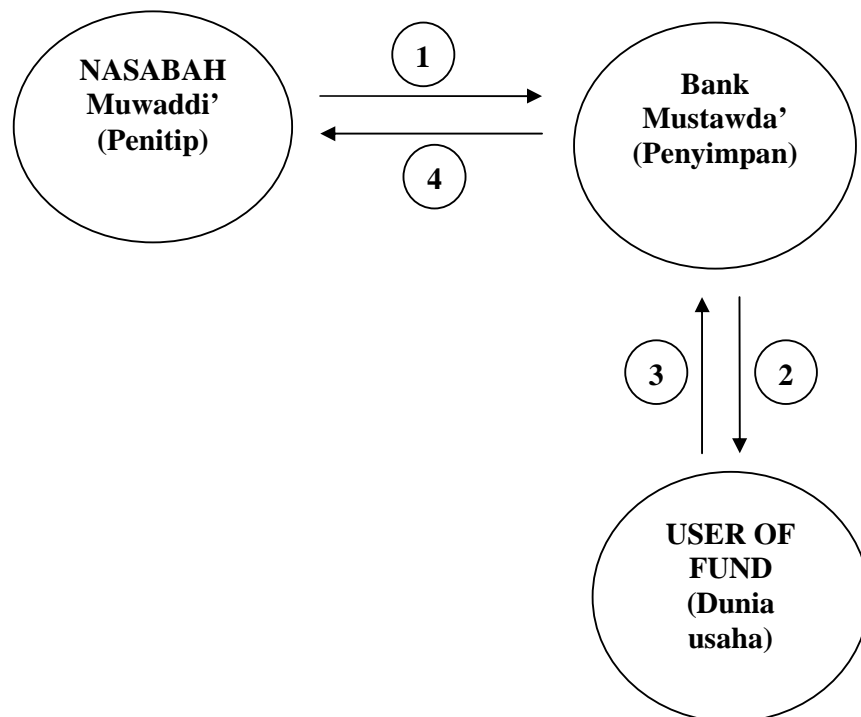 NASABAH
Muwaddi’
(Penitip)
1
4
Bank
Mustawda’
(Penyimpan)
3
2
USER OF
FUND
(Dunia
usaha)